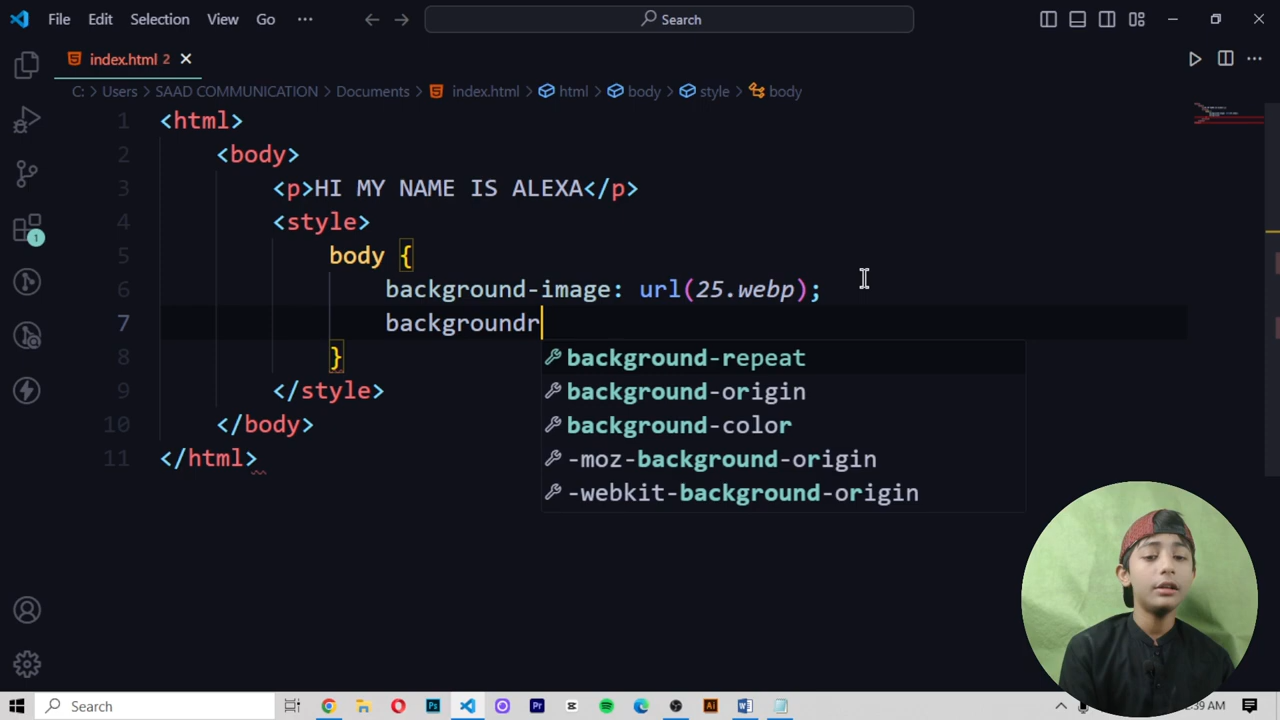 File Edit Selection View Go ··· Search
index.html 2
C: > Users > SAAD COMMUNICATION > Documents > index.html > html > body > style > body
1 <html>
2 <body>
3 <p>HI MY NAME IS ALEXA</p>
4 <style>
5 body {
6 background-image: url(25.webp);
7 backgroundr
background-repeat
8 }
background-origin
9 </style>
background-color
10 </body>
-moz-background-origin
11 </html>
-webkit-background-origin
1
Search